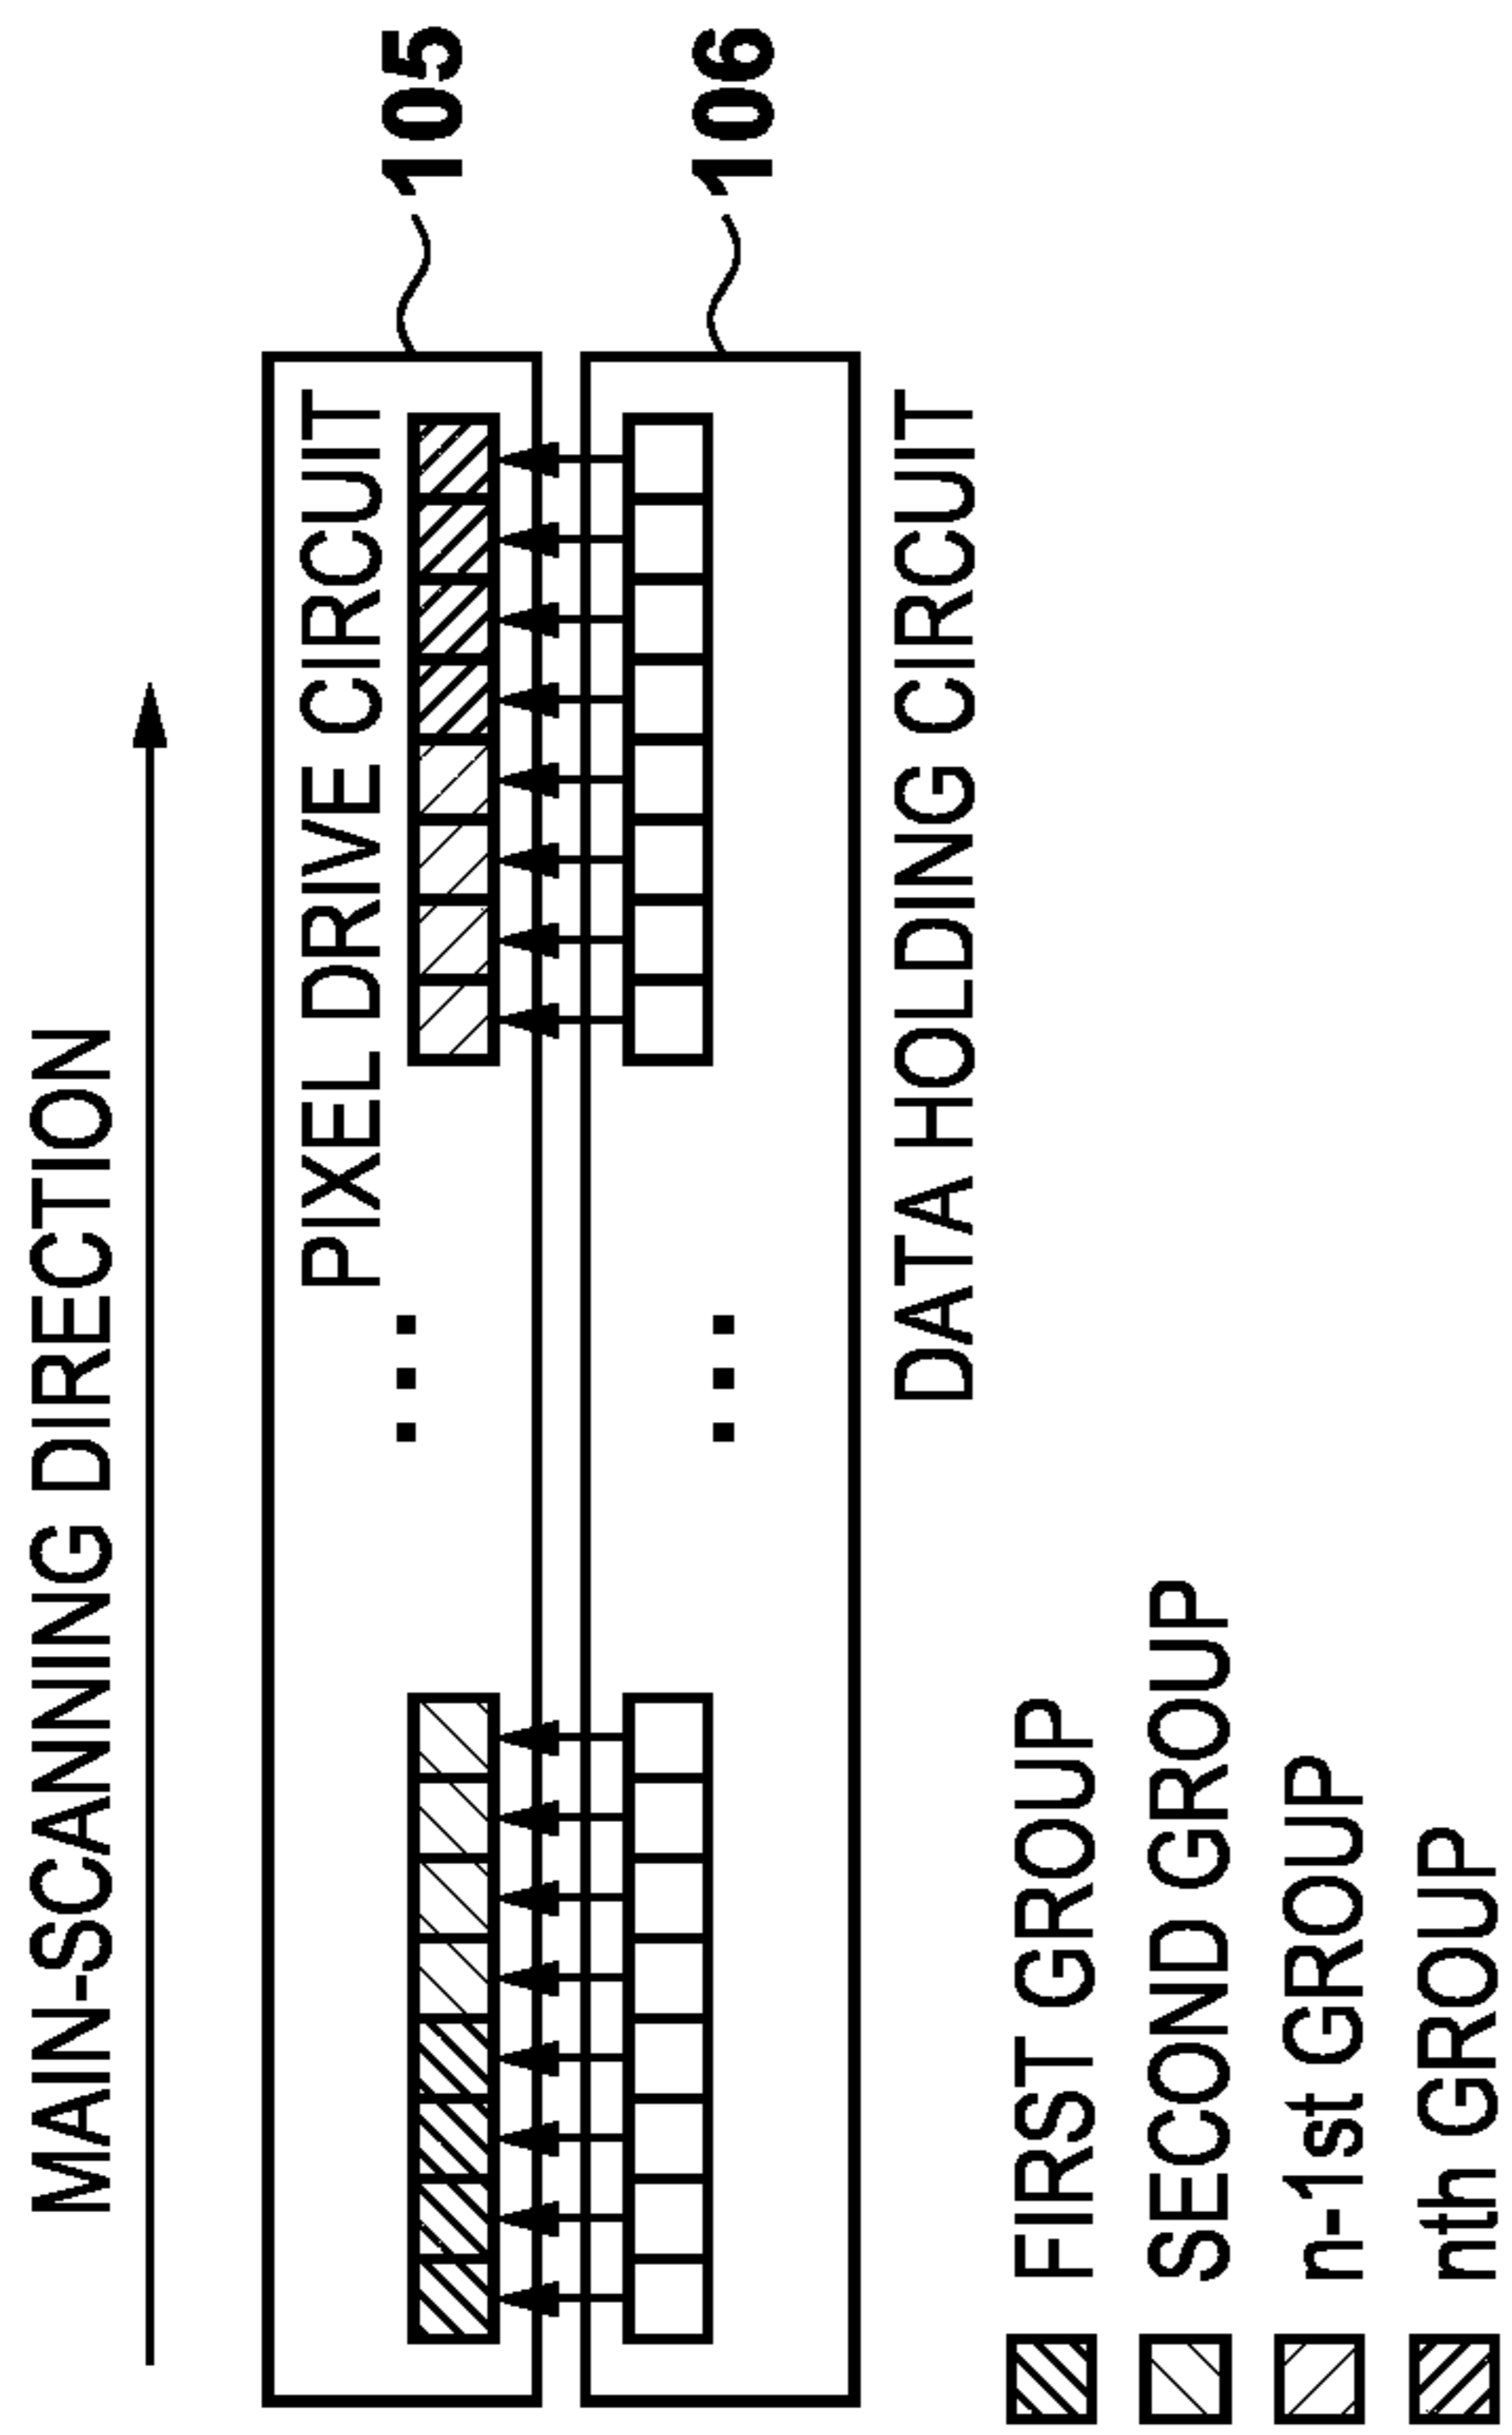 MAIN-SCANNING DIRECTION
PIXEL DRIVE CIRCUIT
105
106
DATA HOLDING CIRCUIT
FIRST GROUP
SECOND GROUP
n-1st GROUP
nth GROUP